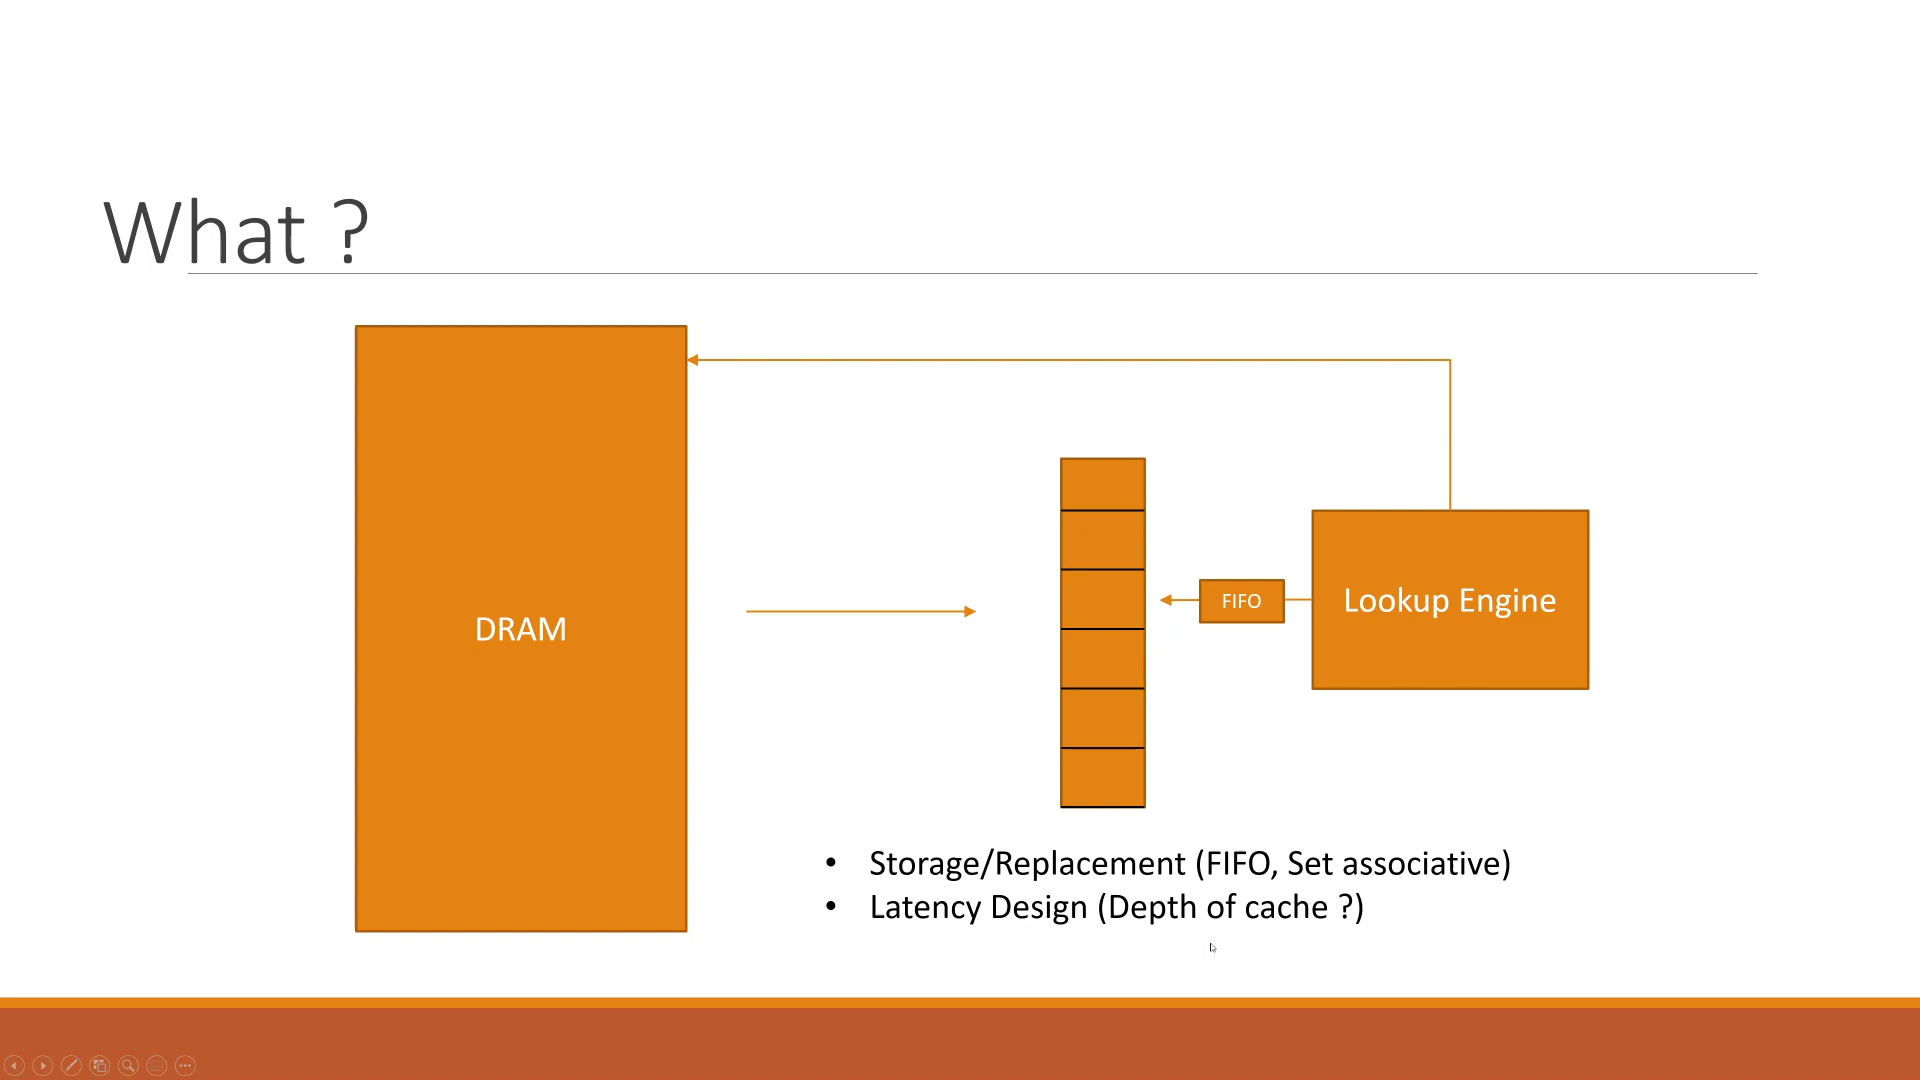 What ?
DRAM
FIFO
Lookup Engine
• Storage/Replacement (FIFO, Set associative)
• Latency Design (Depth of cache ?)